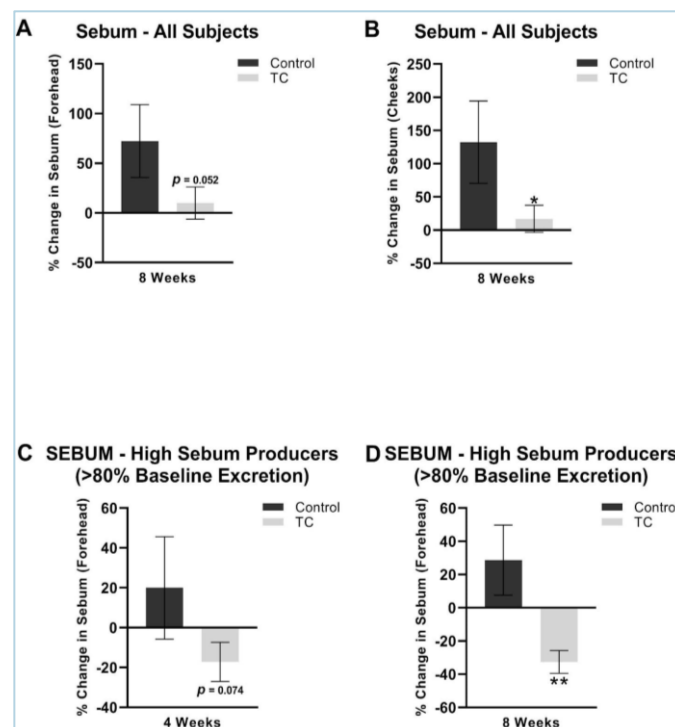 A Sebum - All Subjects
Control
TC
% Change in Sebum (Forehead)
150
100
50
0
-50
p = 0.052
8 Weeks
B Sebum - All Subjects
Control
TC
% Change in Sebum (Cheeks)
250
200
150
100
50
0
-50
*
8 Weeks
C SEBUM - High Sebum Producers
(>80% Baseline Excretion)
Control
TC
% Change in Sebum (Forehead)
60
40
20
0
-20
-40
-60
p = 0.074
4 Weeks
D SEBUM - High Sebum Producers
(>80% Baseline Excretion)
Control
TC
% Change in Sebum (Forehead)
60
40
20
0
-20
-40
-60
**
8 Weeks